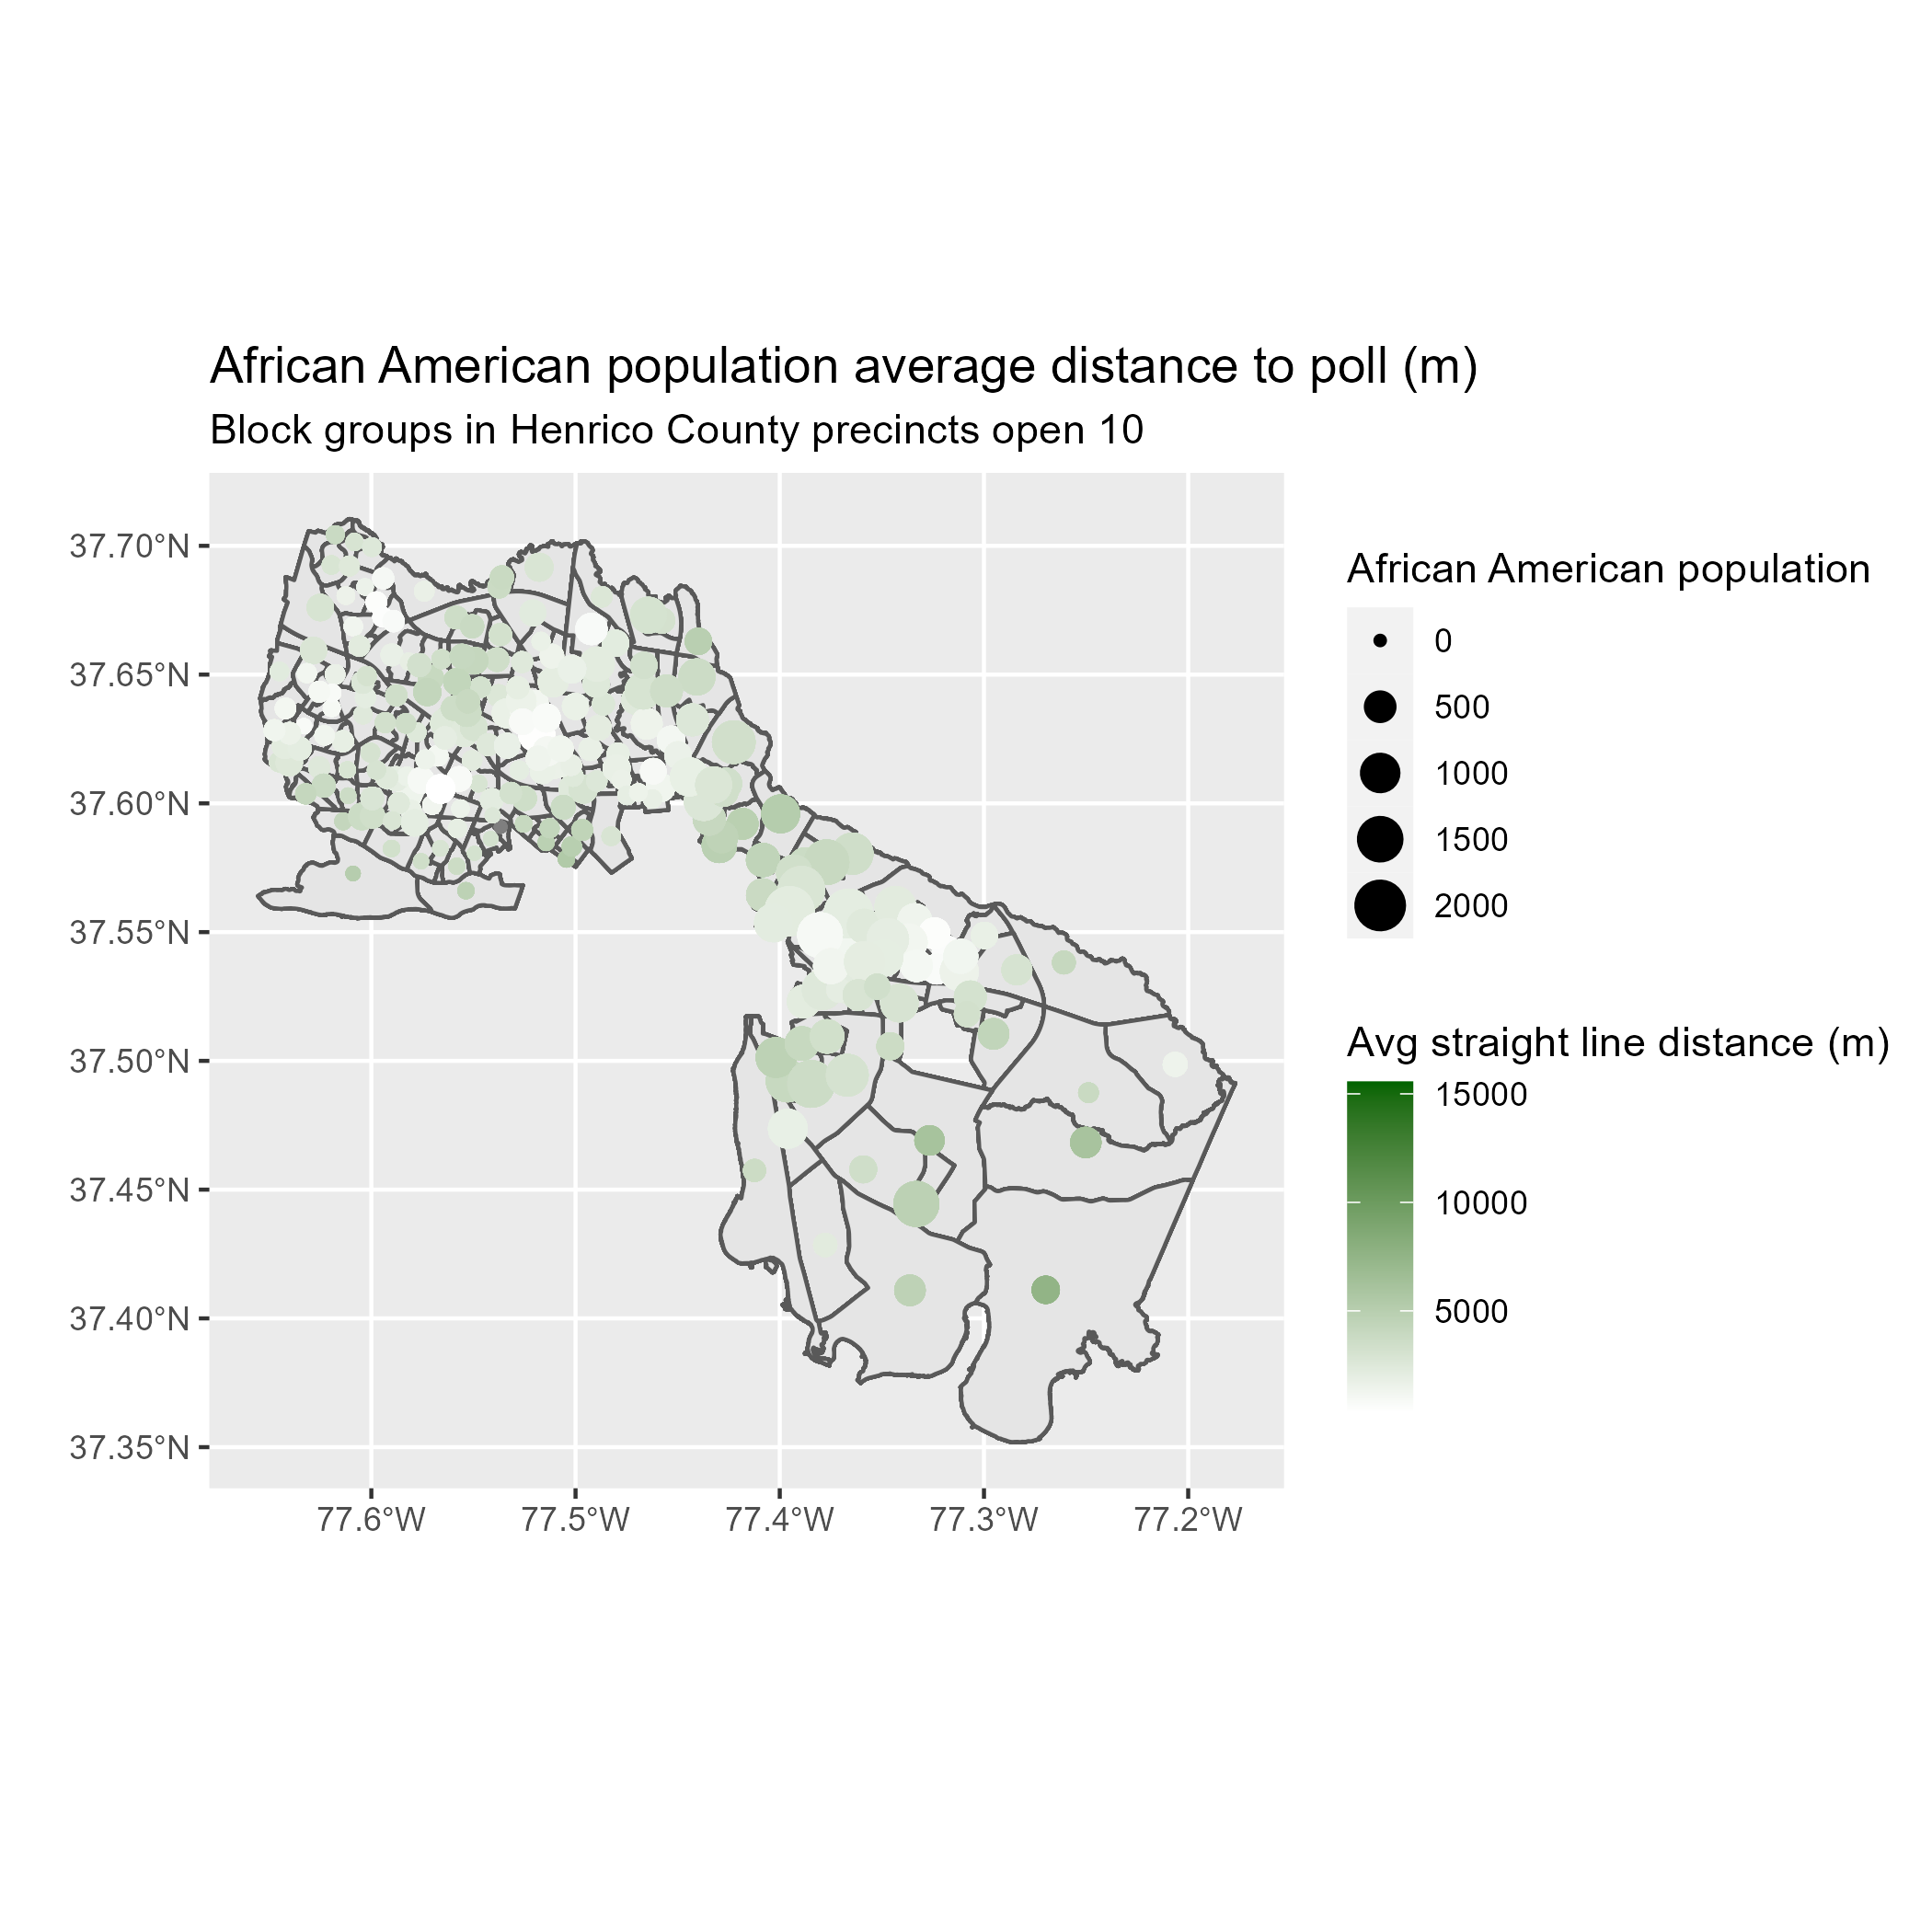 African American population average distance to poll (m)
Block groups in Henrico County precincts open 10
37.70°N
37.65°N
37.60°N
37.55°N
37.50°N
37.45°N
37.40°N
37.35°N
77.6°W
77.5°W
77.4°W
77.3°W
77.2°W
African American population
0
500
1000
1500
2000
Avg straight line distance (m)
15000
10000
5000